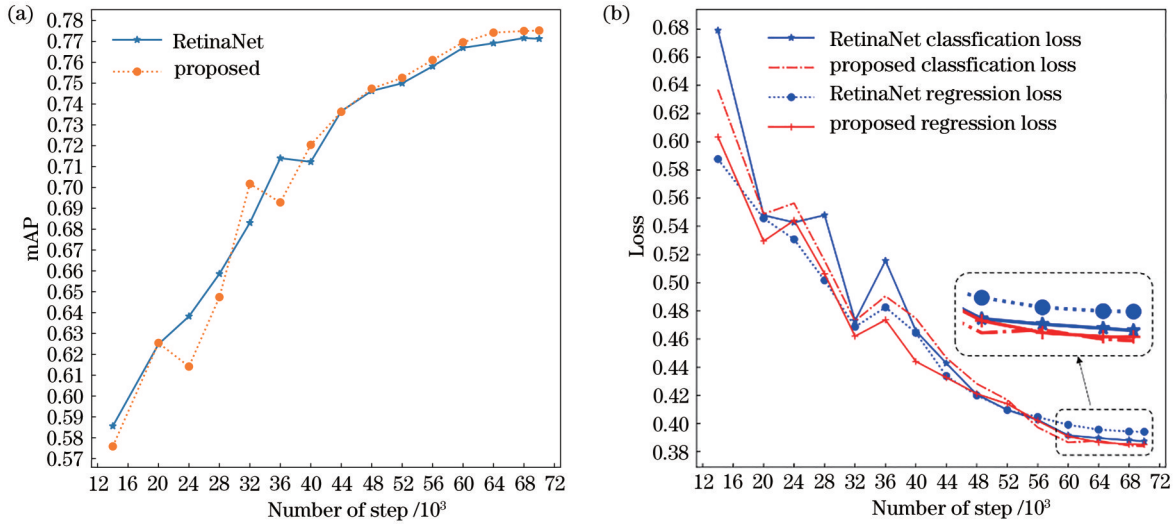 (a)
0.78
0.77
0.76
0.75
0.74
0.73
0.72
0.71
0.70
0.69
0.68
0.67
0.66
0.65
0.64
0.63
0.62
0.61
0.60
0.59
0.58
0.57
mAP
RetinaNet
proposed
12 16 20 24 28 32 36 40 44 48 52 56 60 64 68 72
Number of step /10³
(b)
0.68
0.66
0.64
0.62
0.60
0.58
0.56
0.54
0.52
0.50
0.48
0.46
0.44
0.42
0.40
0.38
Loss
RetinaNet classfication loss
proposed classfication loss
RetinaNet regression loss
proposed regression loss
12 16 20 24 28 32 36 40 44 48 52 56 60 64 68 72
Number of step /10³